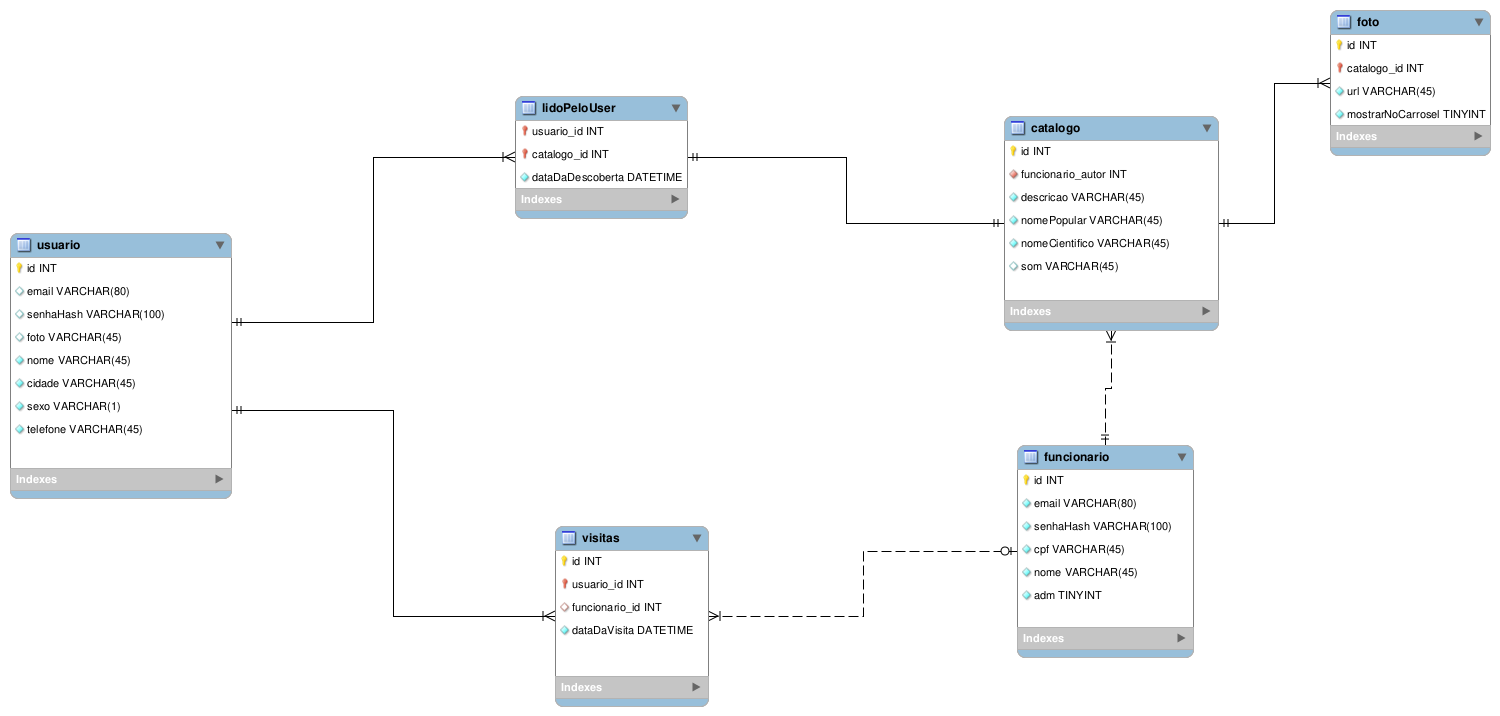 foto
id INT
catalogo_id INT
url VARCHAR(45)
mostrarNoCarrosel TINYINT
Indexes
lidoPeloUser
usuario_id INT
catalogo_id INT
dataDaDescoberta DATETIME
Indexes
catalogo
id INT
funcionario_autor INT
descricao VARCHAR(45)
nomePopular VARCHAR(45)
nomeCientifico VARCHAR(45)
som VARCHAR(45)
Indexes
usuario
id INT
email VARCHAR(80)
senhaHash VARCHAR(100)
foto VARCHAR(45)
nome VARCHAR(45)
cidade VARCHAR(45)
sexo VARCHAR(1)
telefone VARCHAR(45)
Indexes
funcionario
id INT
email VARCHAR(80)
senhaHash VARCHAR(100)
cpf VARCHAR(45)
nome VARCHAR(45)
adm TINYINT
Indexes
visitas
id INT
usuario_id INT
funcionario_id INT
dataDaVisita DATETIME
Indexes